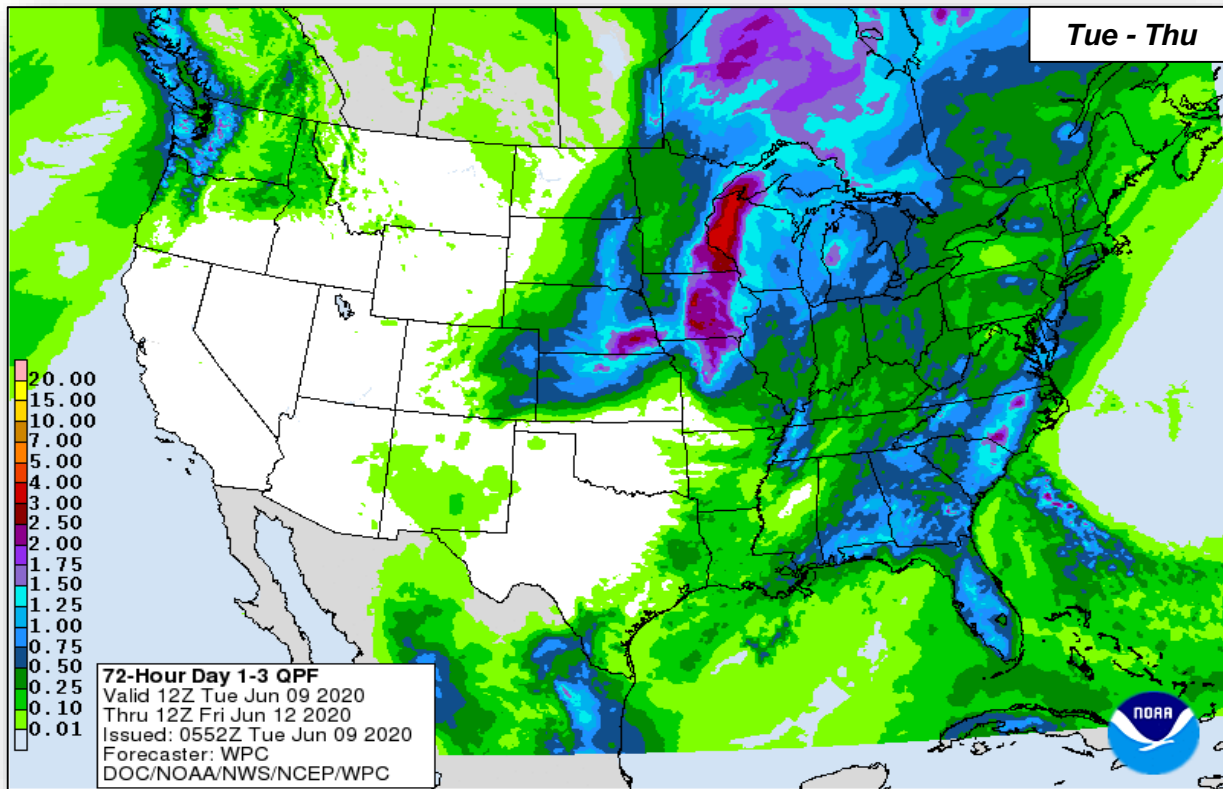 Tue - Thu
20.00
15.00
10.00
7.00
5.00
4.00
3.00
2.50
2.00
1.75
1.50
1.25
1.00
0.75
0.50
0.25
0.10
0.01
72-Hour Day 1-3 QPF
Valid 12Z Tue Jun 09 2020
Thru 12Z Fri Jun 12 2020
Issued: 0552Z Tue Jun 09 2020
Forecaster: WPC
DOC/NOAA/NWS/NCEP/WPC
NOAA